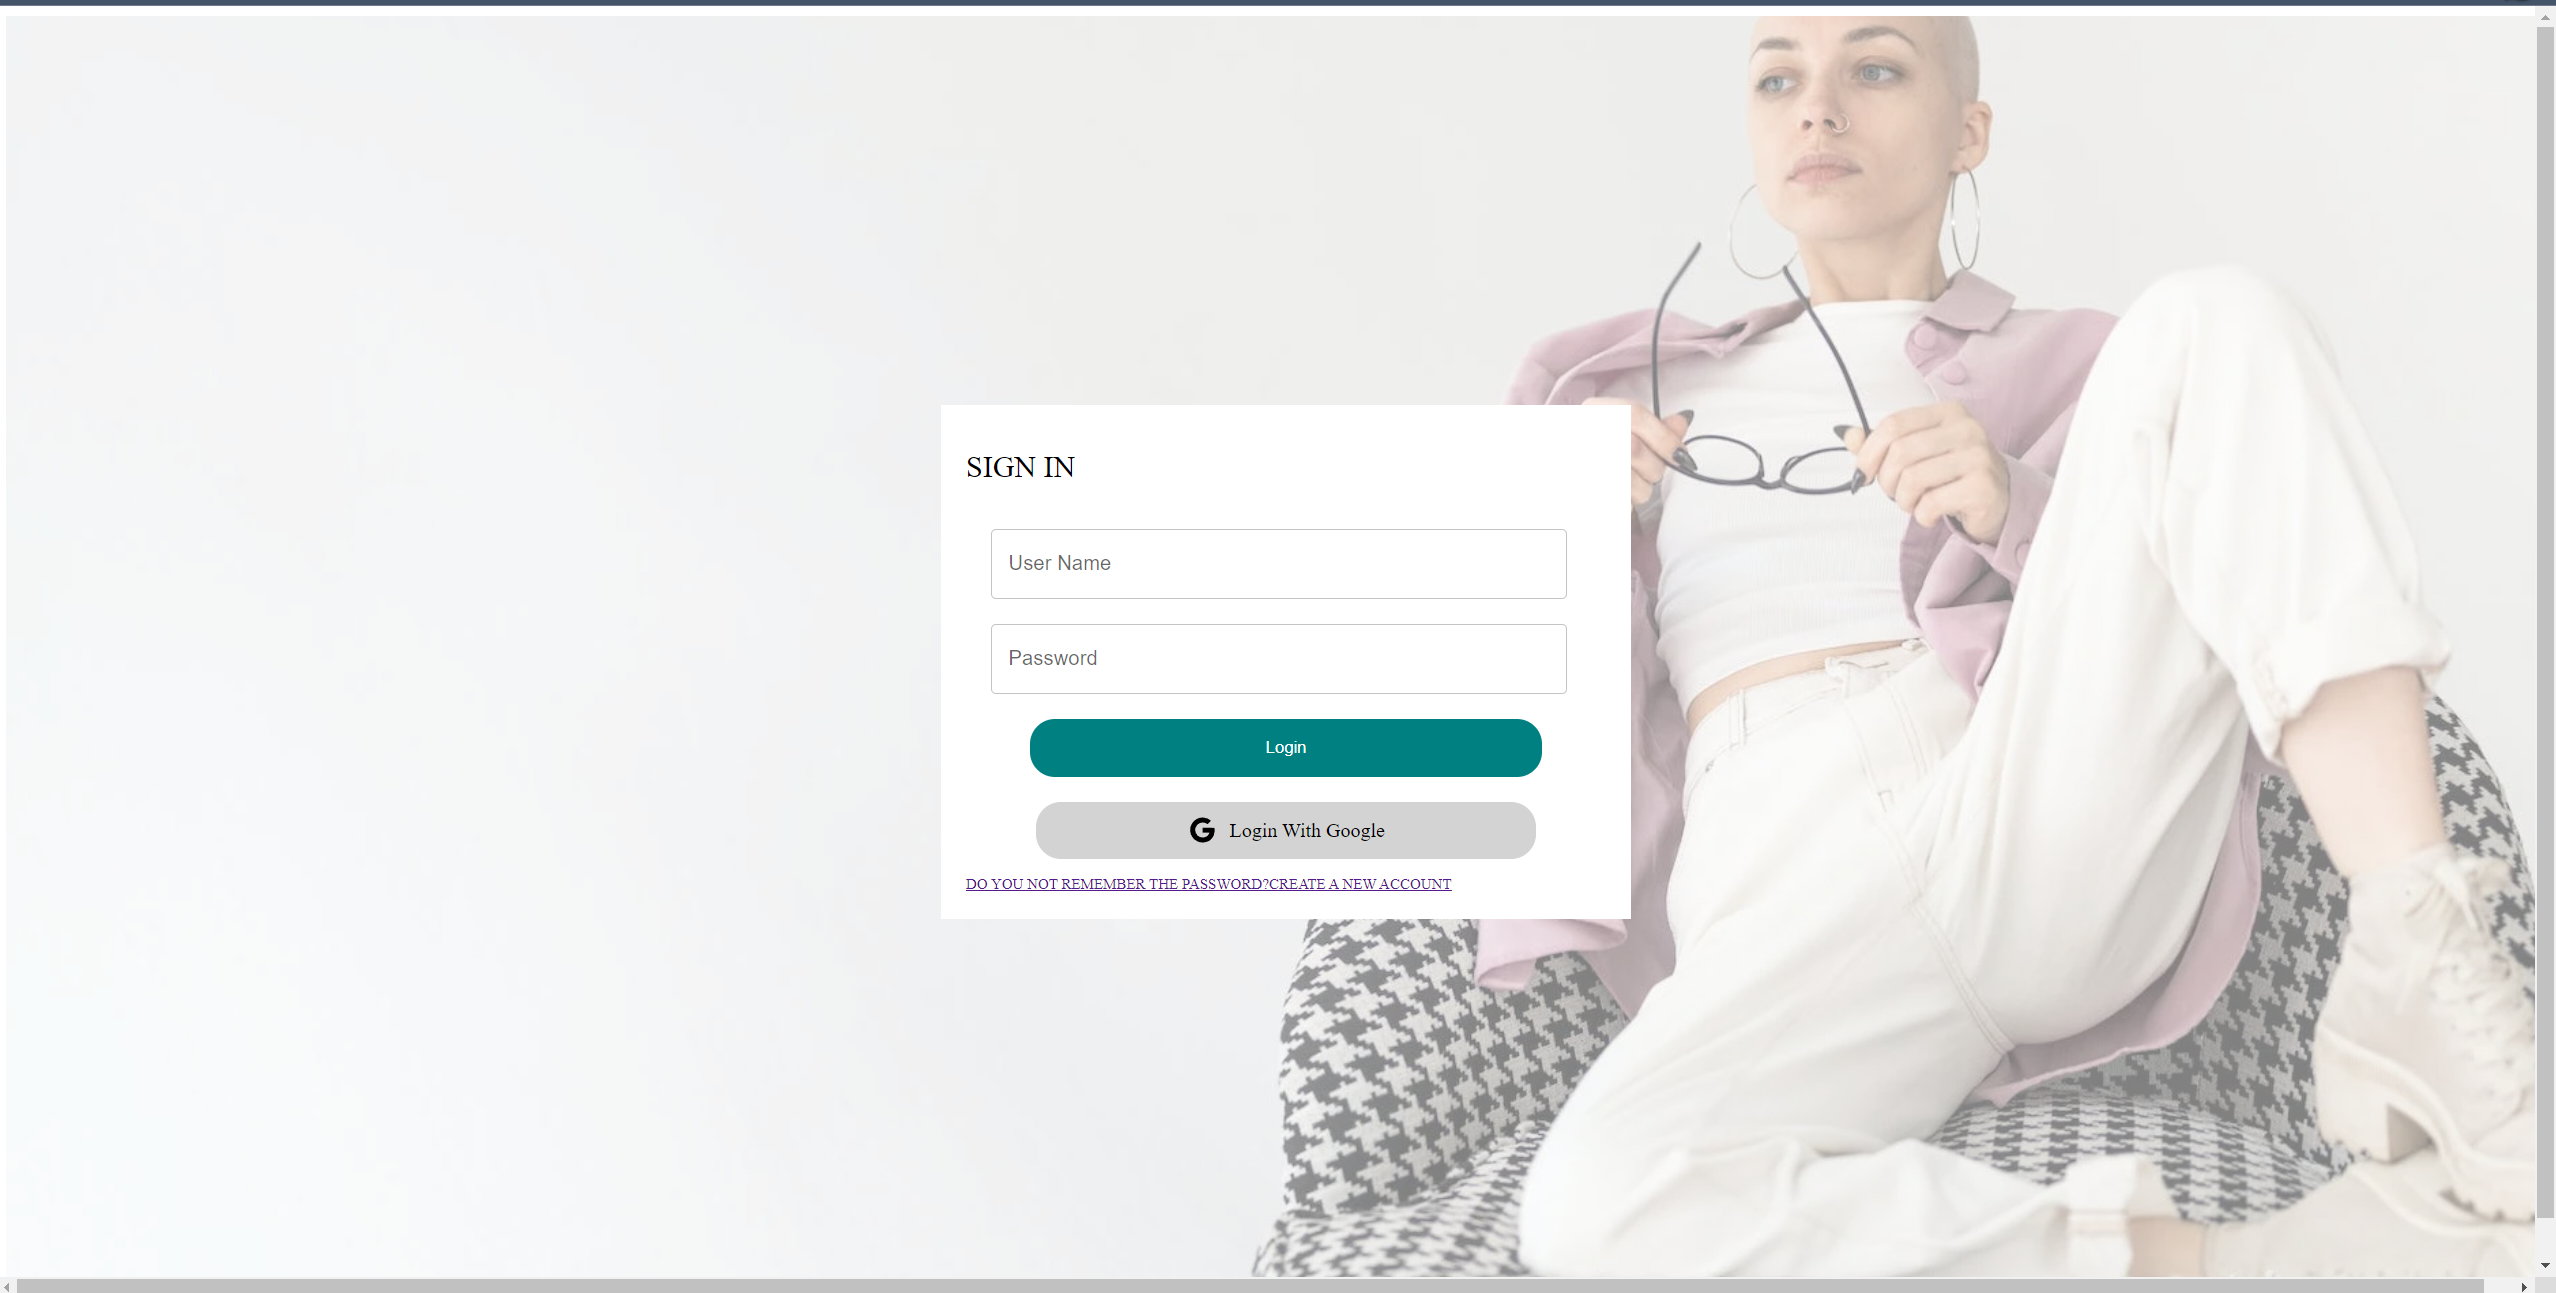 SIGN IN
User Name
Password
Login
Login With Google
DO YOU NOT REMEMBER THE PASSWORD?CREATE A NEW ACCOUNT